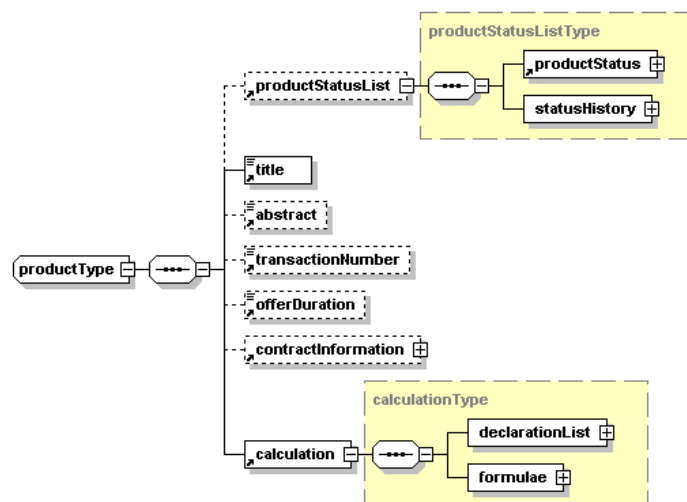 productStatusListType
productStatusList
productStatus
statusHistory
title
abstract
transactionNumber
productType
offerDuration
contractInformation
calculationType
declarationList
calculation
formulae